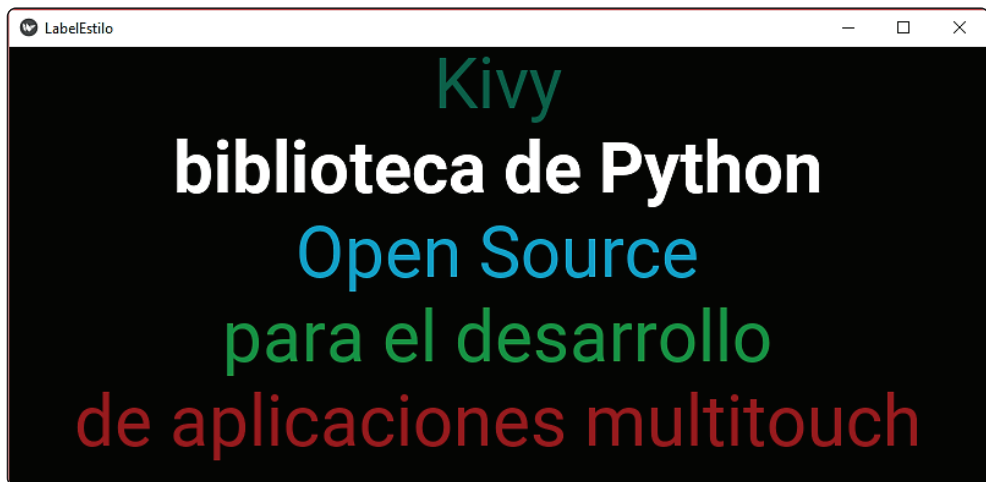 LabelEstilo
Kivy
biblioteca de Python
Open Source
para el desarrollo
de aplicaciones multitouch